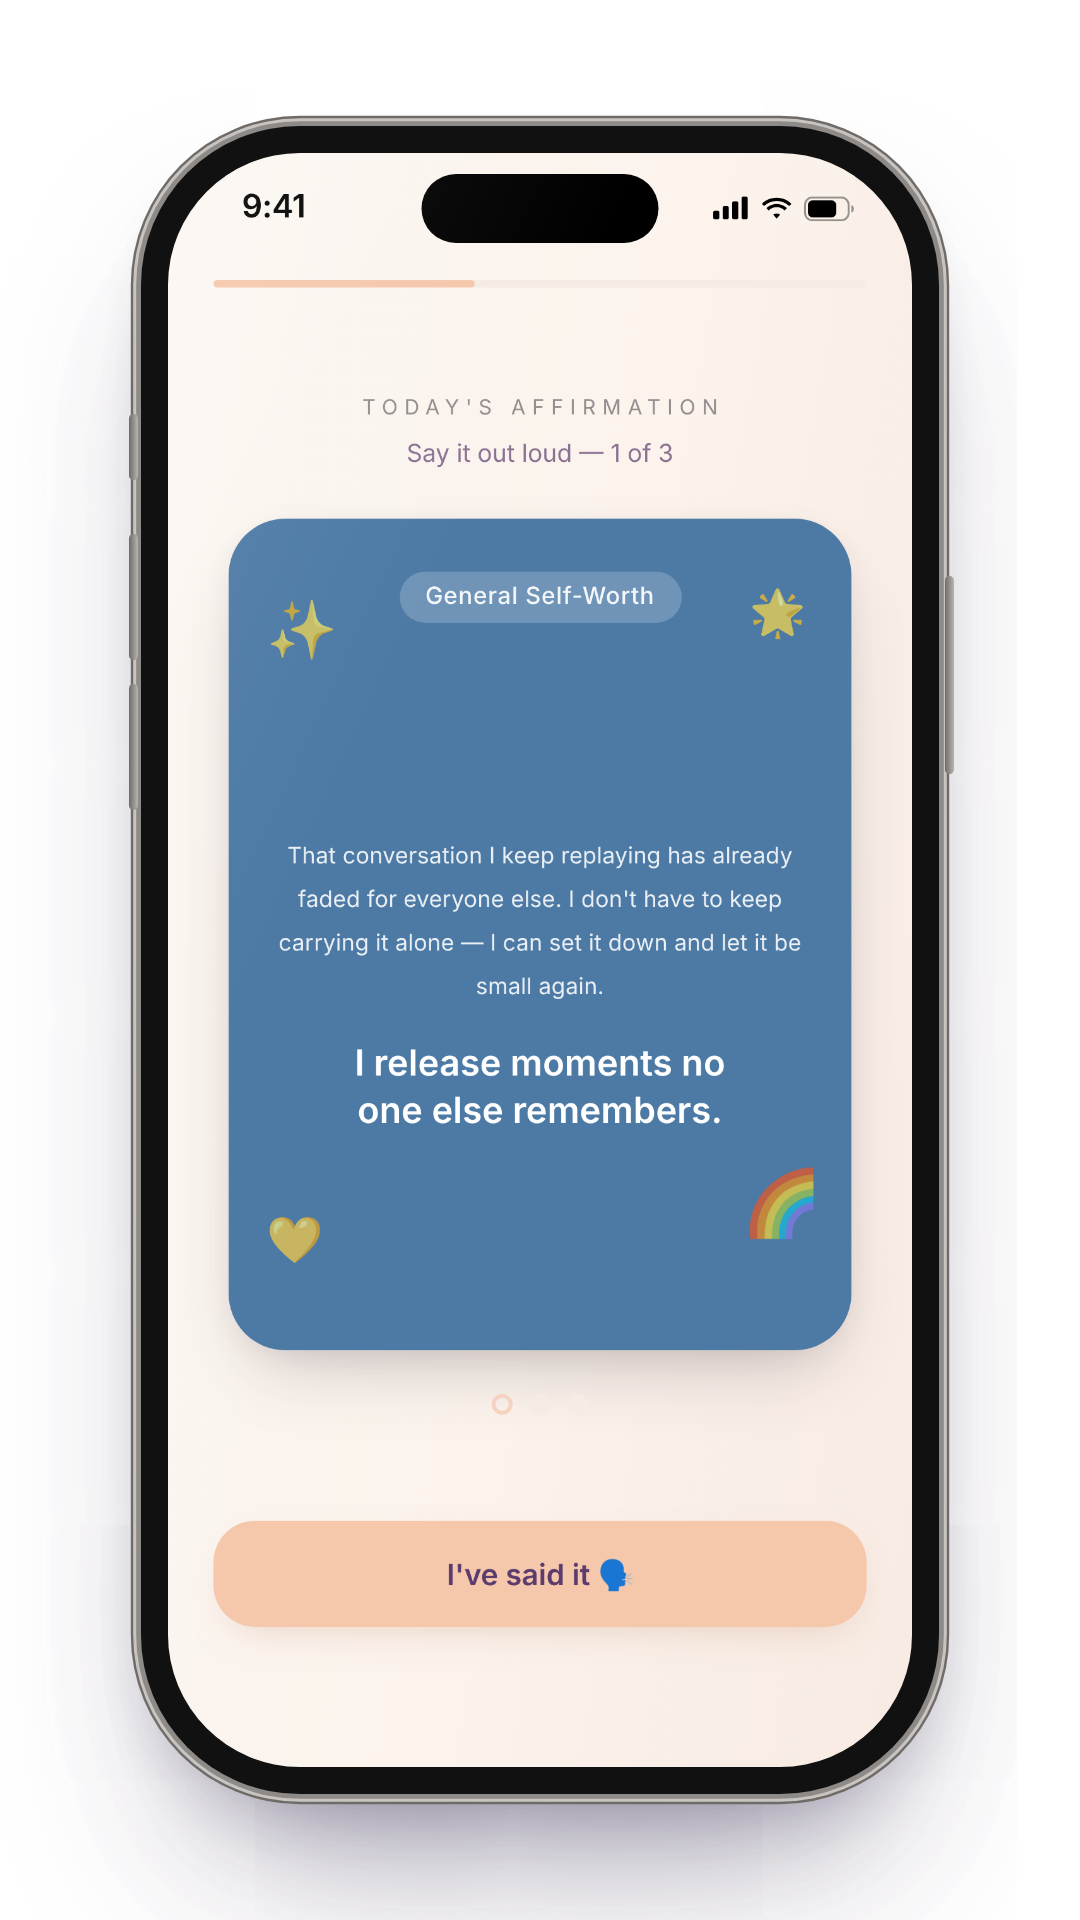 9:41
TODAY'S AFFIRMATION
Say it out loud — 1 of 3
General Self-Worth
That conversation I keep replaying has already
faded for everyone else. I don't have to keep
carrying it alone — I can set it down and let it be
small again.
I release moments no
one else remembers.
I've said it 🗣️